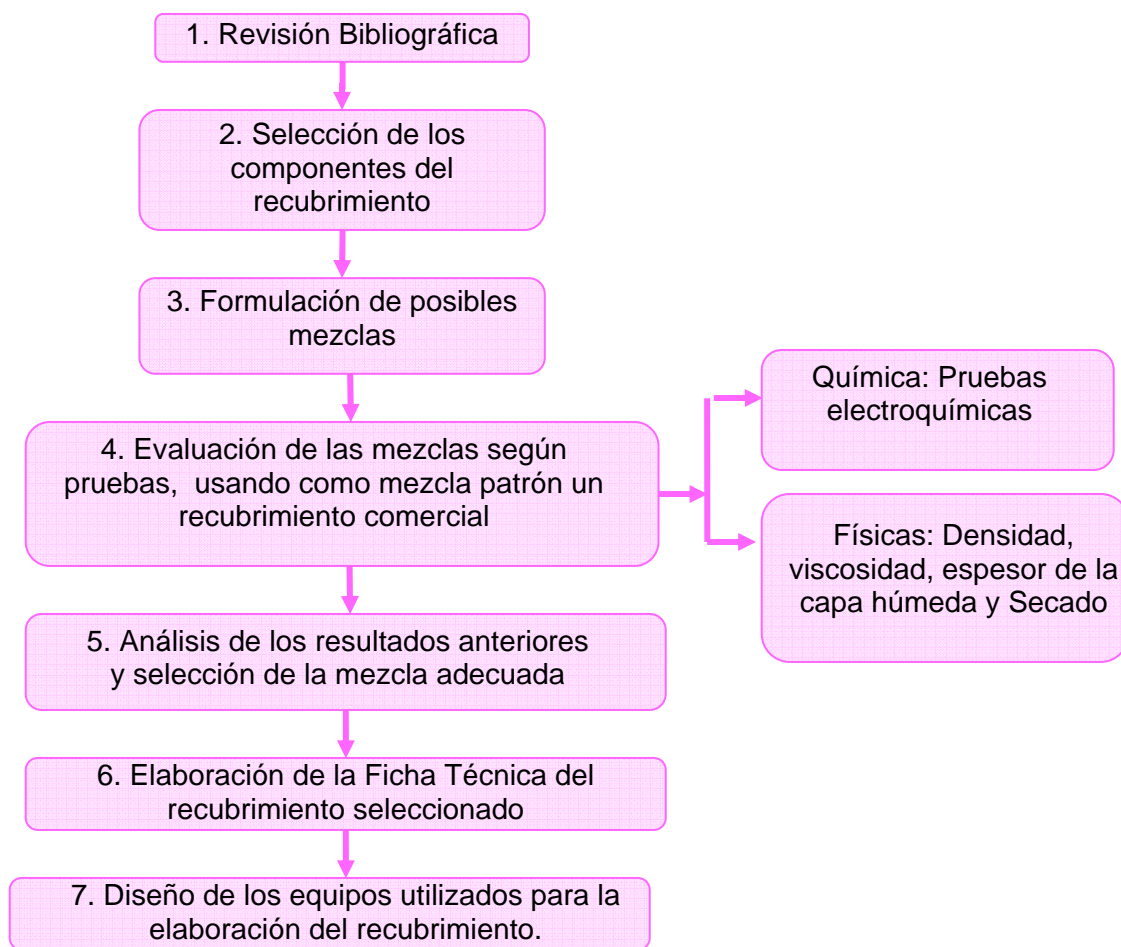 1. Revisión Bibliográfica
2. Selección de los
componentes del
recubrimiento
3. Formulación de posibles
mezclas
4. Evaluación de las mezclas según
pruebas, usando como mezcla patrón un
recubrimiento comercial
Química: Pruebas
electroquímicas
Físicas: Densidad,
viscosidad, espesor de la
capa húmeda y Secado
5. Análisis de los resultados anteriores
y selección de la mezcla adecuada
6. Elaboración de la Ficha Técnica del
recubrimiento seleccionado
7. Diseño de los equipos utilizados para la
elaboración del recubrimiento.